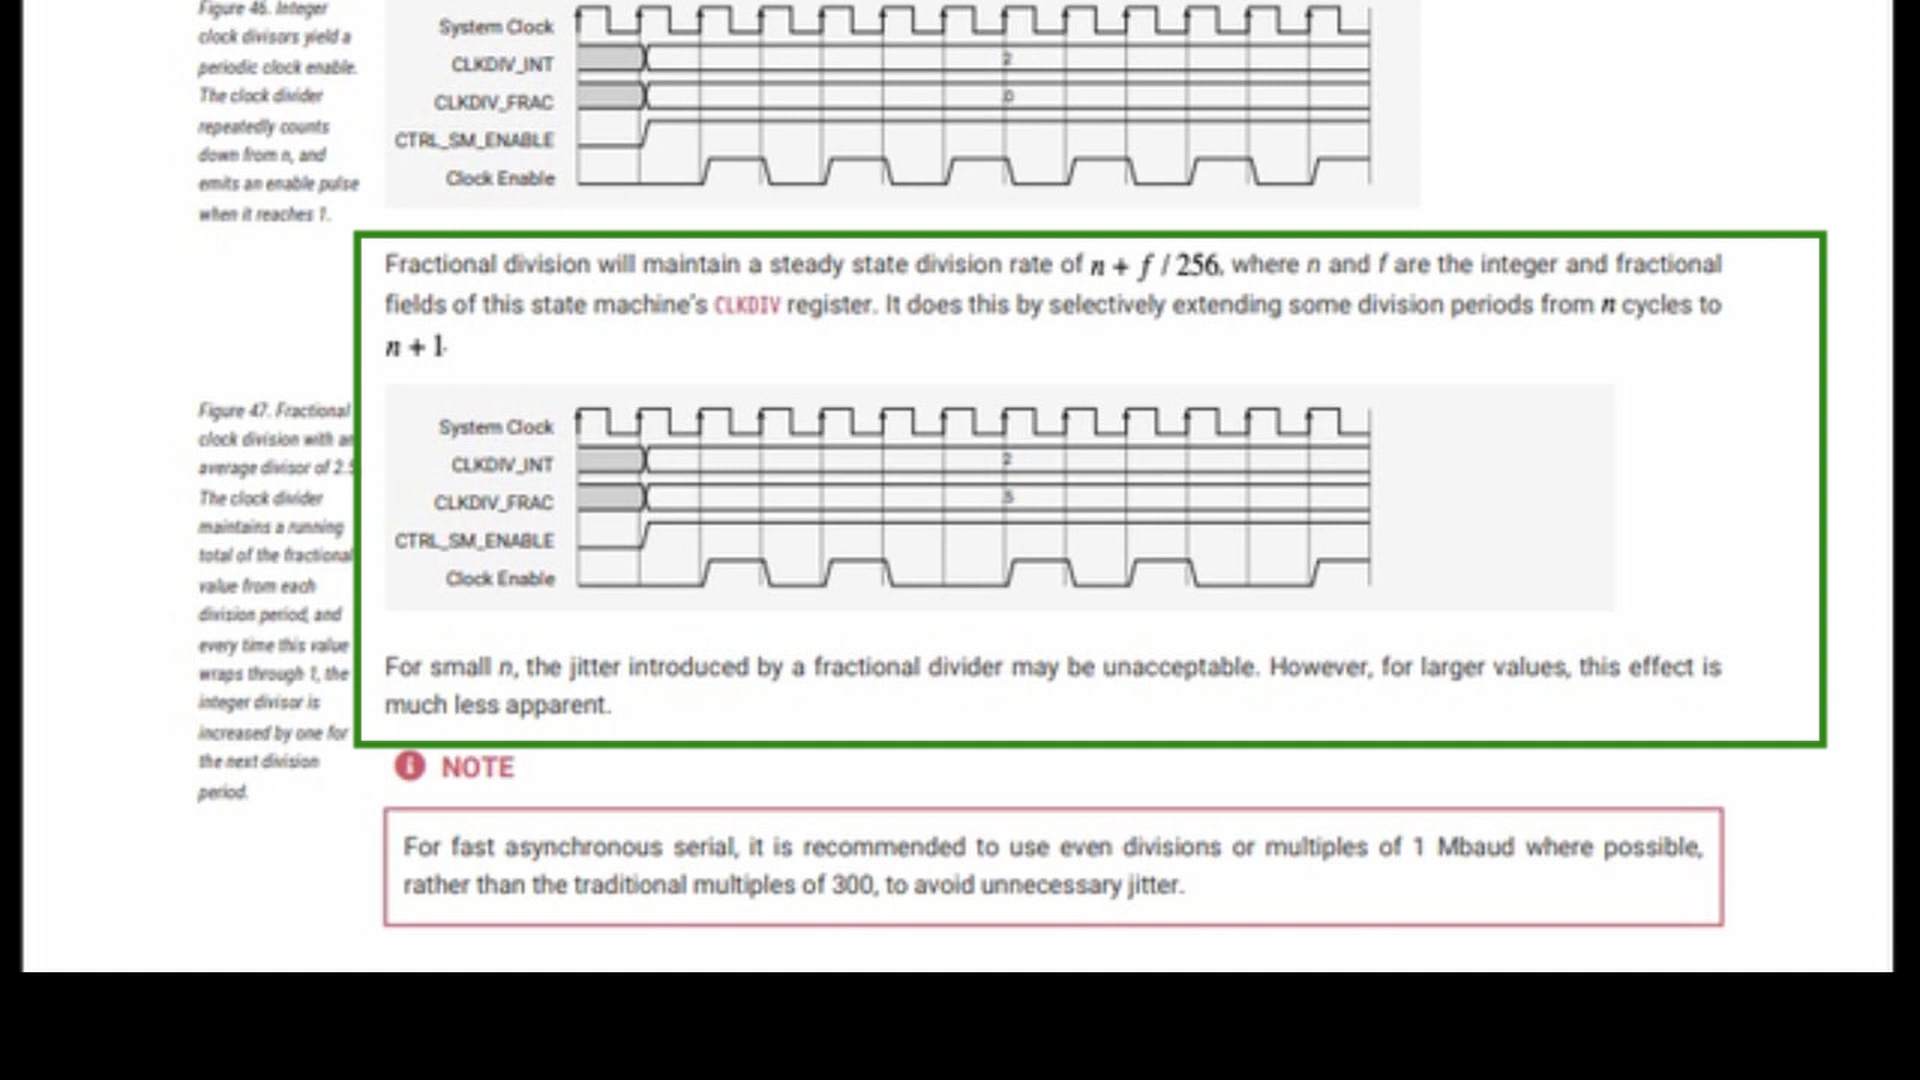 Figure 46. Integer
clock divisors yield a
periodic clock enable.
The clock divider
repeatedly counts
down from n, and
emits an enable pulse
when it reaches 1.
System Clock
CLKDIV_INT
2
CLKDIV_FRAC
.0
CTRL_SM_ENABLE
Clock Enable
Fractional division will maintain a steady state division rate of n + f / 256, where n and f are the integer and fractional
fields of this state machine's CLKDIV register. It does this by selectively extending some division periods from n cycles to
n + 1.
Figure 47. Fractional
clock division with an
average divisor of 2.5
The clock divider
maintains a running
total of the fractional
value from each
division period, and
every time this value
wraps through 1, the
integer divisor is
increased by one for
the next division
period.
System Clock
CLKDIV_INT
2
CLKDIV_FRAC
.5
CTRL_SM_ENABLE
Clock Enable
For small n, the jitter introduced by a fractional divider may be unacceptable. However, for larger values, this effect is
much less apparent.
NOTE
For fast asynchronous serial, it is recommended to use even divisions or multiples of 1 Mbaud where possible,
rather than the traditional multiples of 300, to avoid unnecessary jitter.